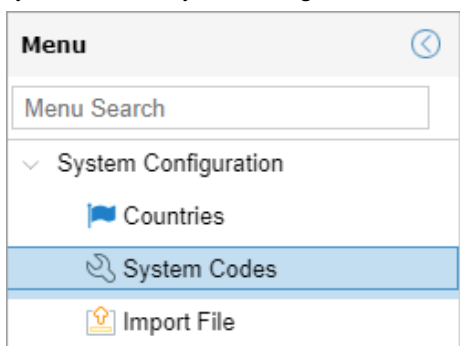 Menu
Menu Search
System Configuration
Countries
System Codes
Import File